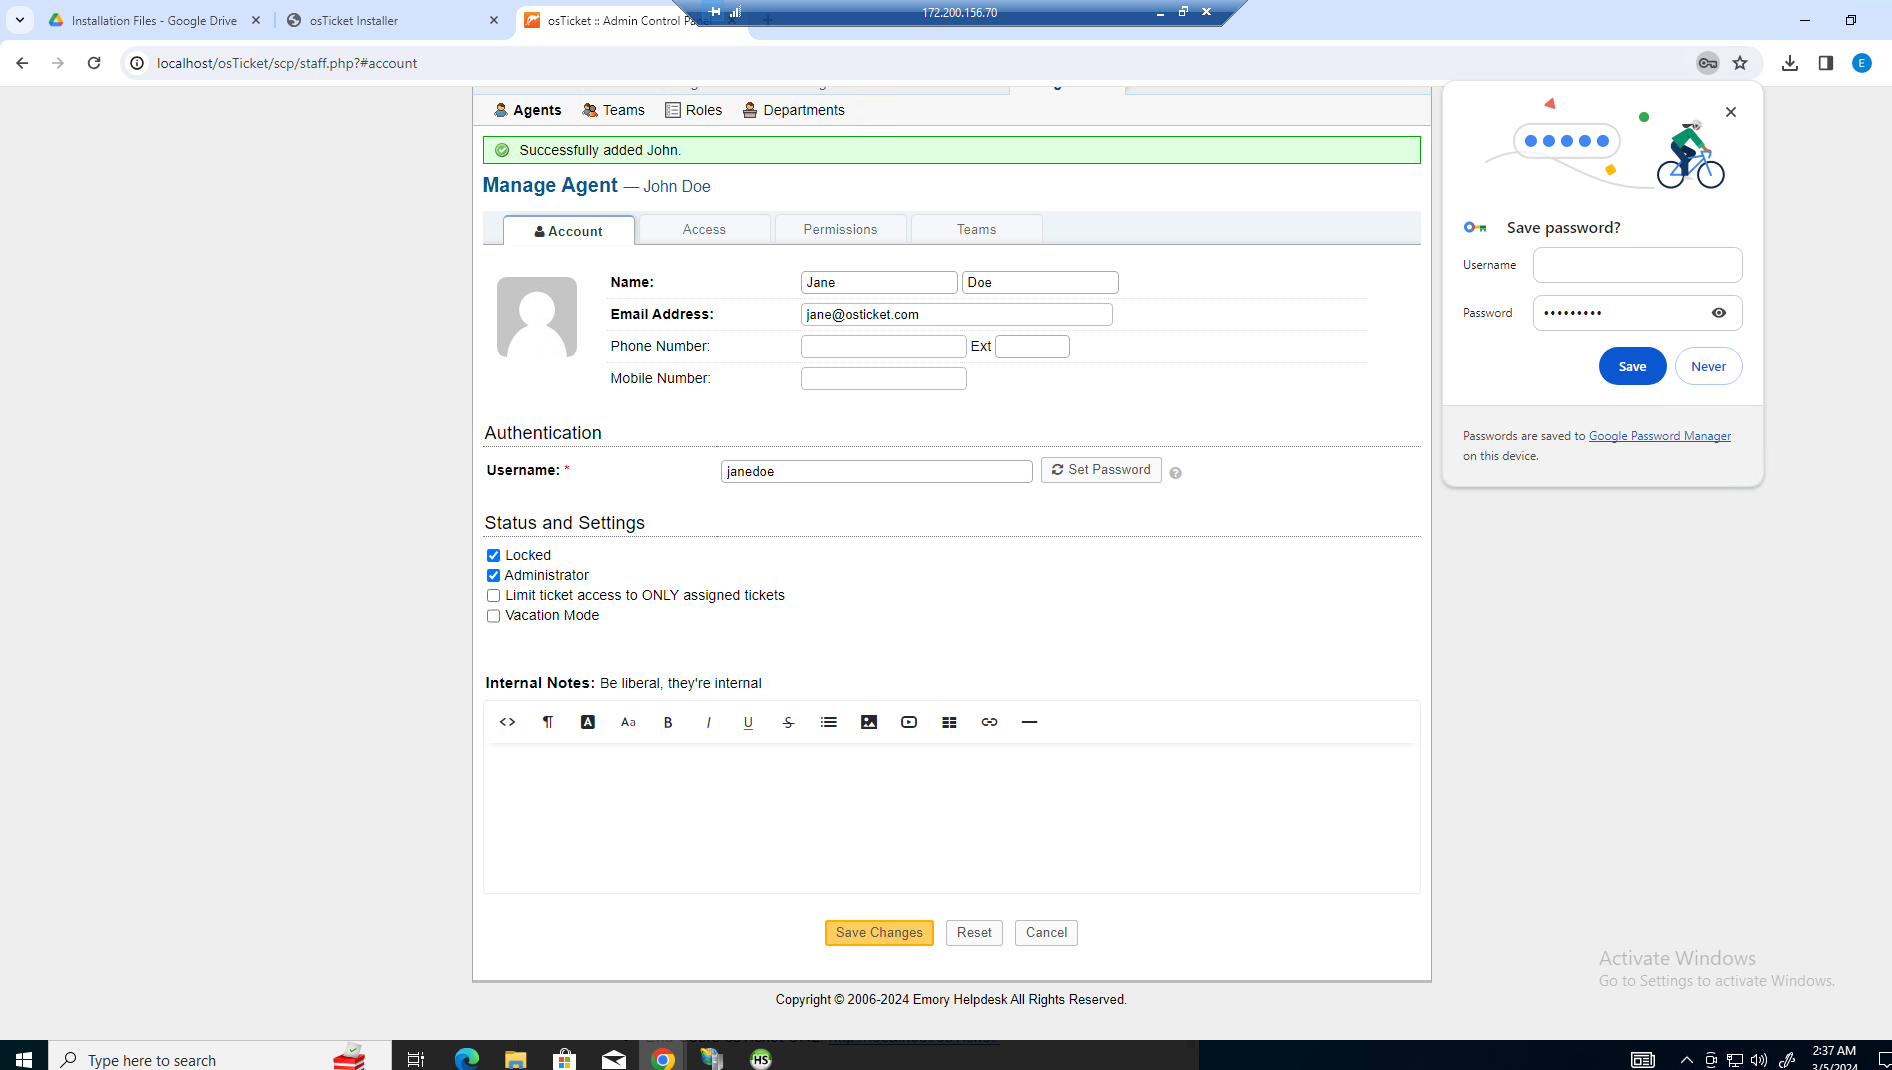 Installation Files - Google Drive
osTicket Installer
osTicket :: Admin Control Pane
172.200.156.70
localhost/osTicket/scp/staff.php?#account
E
Agents
Teams
Roles
Departments
Successfully added John.
Manage Agent — John Doe
Account
Access
Permissions
Teams
Name:
Jane
Doe
Email Address:
jane@osticket.com
Phone Number:
Ext
Mobile Number:
Authentication
Username: *
janedoe
Set Password
Status and Settings
Locked
Administrator
Limit ticket access to ONLY assigned tickets
Vacation Mode
Internal Notes: Be liberal, they're internal
<> ¶ A Aa B I U S
Save Changes
Reset
Cancel
Copyright © 2006-2024 Emory Helpdesk All Rights Reserved.
Save password?
Username
Password
•••••••••
Save
Never
Passwords are saved to Google Password Manager
on this device.
Activate Windows
Go to Settings to activate Windows.
Type here to search
HS
2:37 AM
3/5/2024